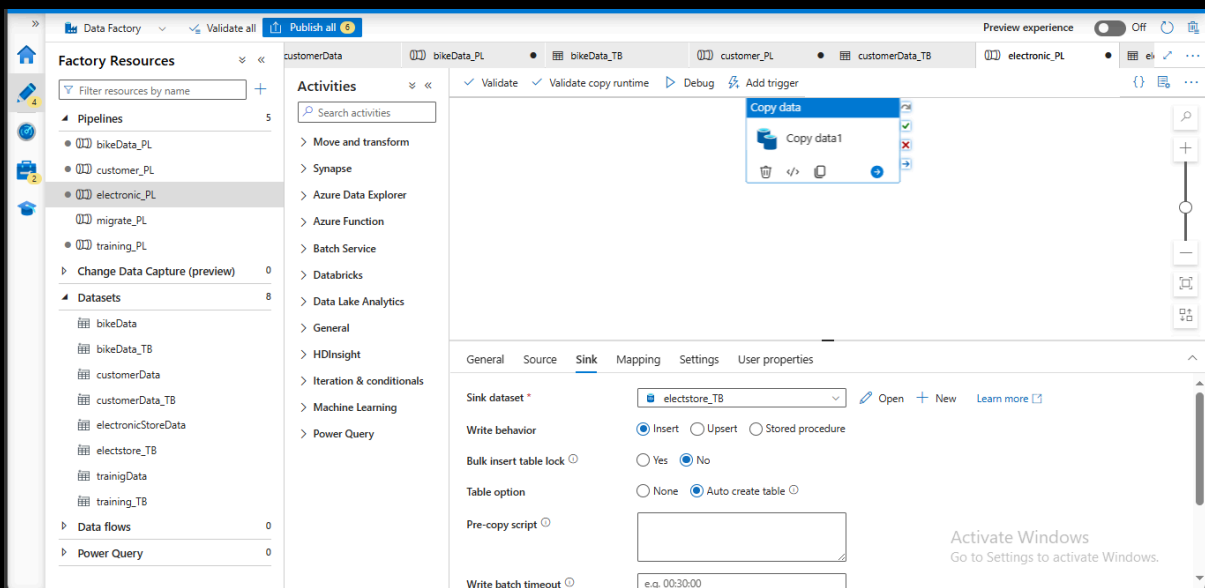 » Data Factory Validate all Publish all 6 Preview experience Off
Factory Resources
Filter resources by name
Pipelines 5
bikeData_PL
customer_PL
electronic_PL
migrate_PL
training_PL
Change Data Capture (preview) 0
Datasets 8
bikeData
bikeData_TB
customerData
customerData_TB
electronicStoreData
electstore_TB
trainigData
training_TB
Data flows 0
Power Query 0
4
2
customerData bikeData_PL bikeData_TB customer_PL customerData_TB electronic_PL
Activities
Search activities
Move and transform
Synapse
Azure Data Explorer
Azure Function
Batch Service
Databricks
Data Lake Analytics
General
HDInsight
Iteration & conditionals
Machine Learning
Power Query
Validate Validate copy runtime Debug Add trigger
Copy data
Copy data1
General Source Sink Mapping Settings User properties
Sink dataset * electstore_TB Open New Learn more
Write behavior Insert Upsert Stored procedure
Bulk insert table lock Yes No
Table option None Auto create table
Pre-copy script
Write batch timeout e.g. 00:30:00
Activate Windows
Go to Settings to activate Windows.